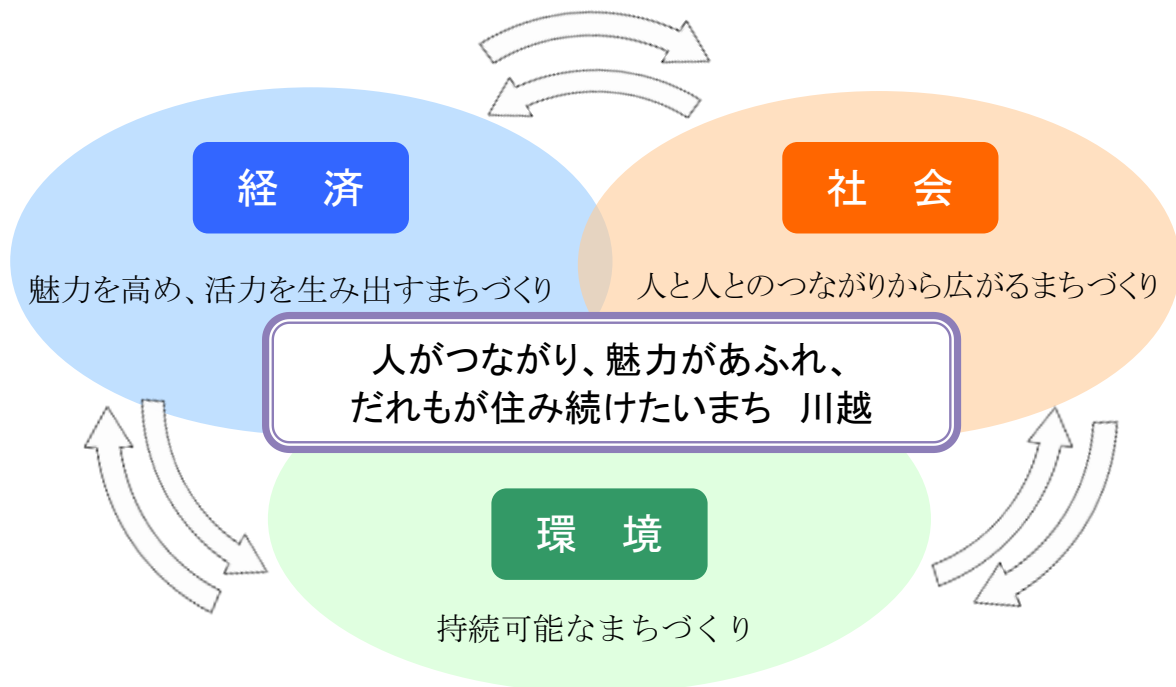 経　済
社　会
魅力を高め、活力を生み出すまちづくり
人と人とのつながりから広がるまちづくり
人がつながり、魅力があふれ、
だれもが住み続けたいまち　川越
環　境
持続可能なまちづくり